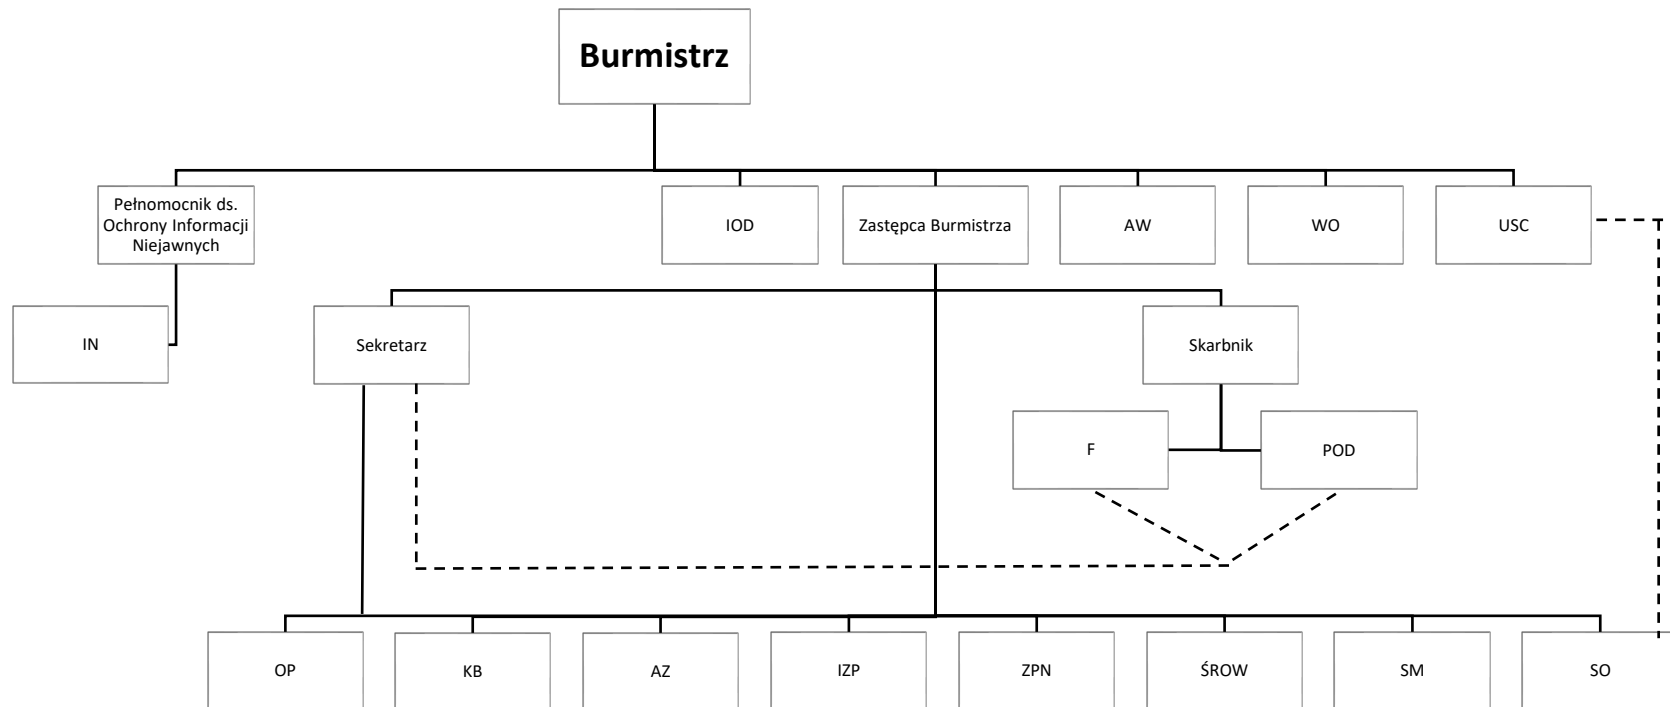 Burmistrz
Pełnomocnik ds.
Ochrony Informacji
Niejawnych
IOD
Zastępca Burmistrza
AW
WO
USC
IN
Sekretarz
Skarbnik
F
POD
OP
KB
AZ
IZP
ZPN
ŚROW
SM
SO